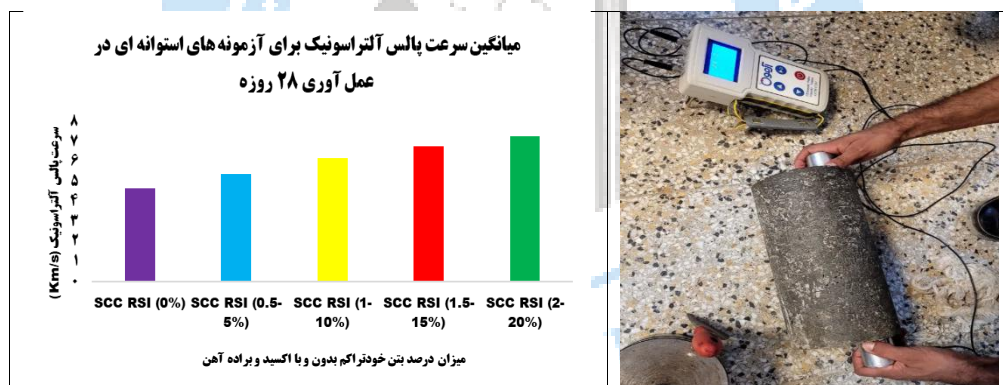 میانگین سرعت پالس آلتراسونیک برای آزمونه های استوانه ای در
عمل آوری ۲۸ روزه
سرعت پالس آلتراسونیک (Km/s)
۸
۷
۶
۵
۴
۳
۲
۱
۰
SCC RSI (0%) SCC RSI (0.5-5%) SCC RSI (1-10%) SCC RSI (1.5-15%) SCC RSI (2-20%)
میزان درصد بتن خودتراکم بدون و با اکسید و براده آهن